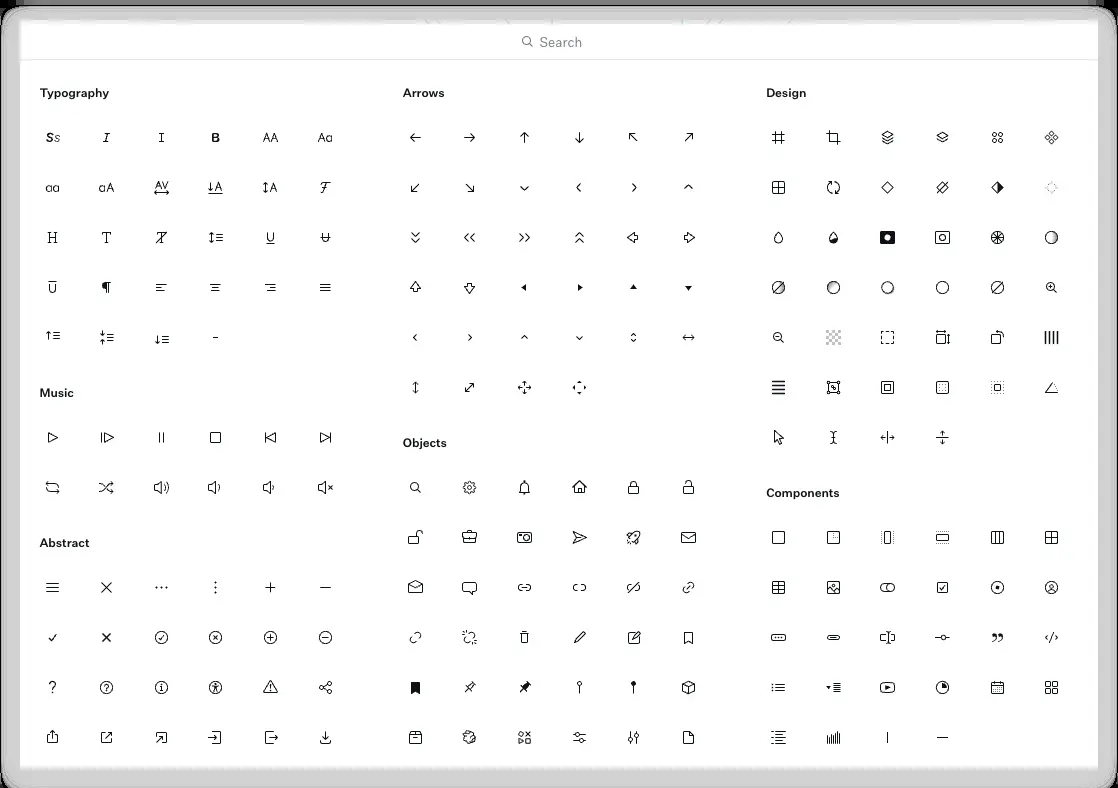 Search
Typography
Ss I I B AA Aa
aa aA AV A A F
H T T U U
U ¶
Music
Abstract
?
?
Arrows
Objects
Design
Components